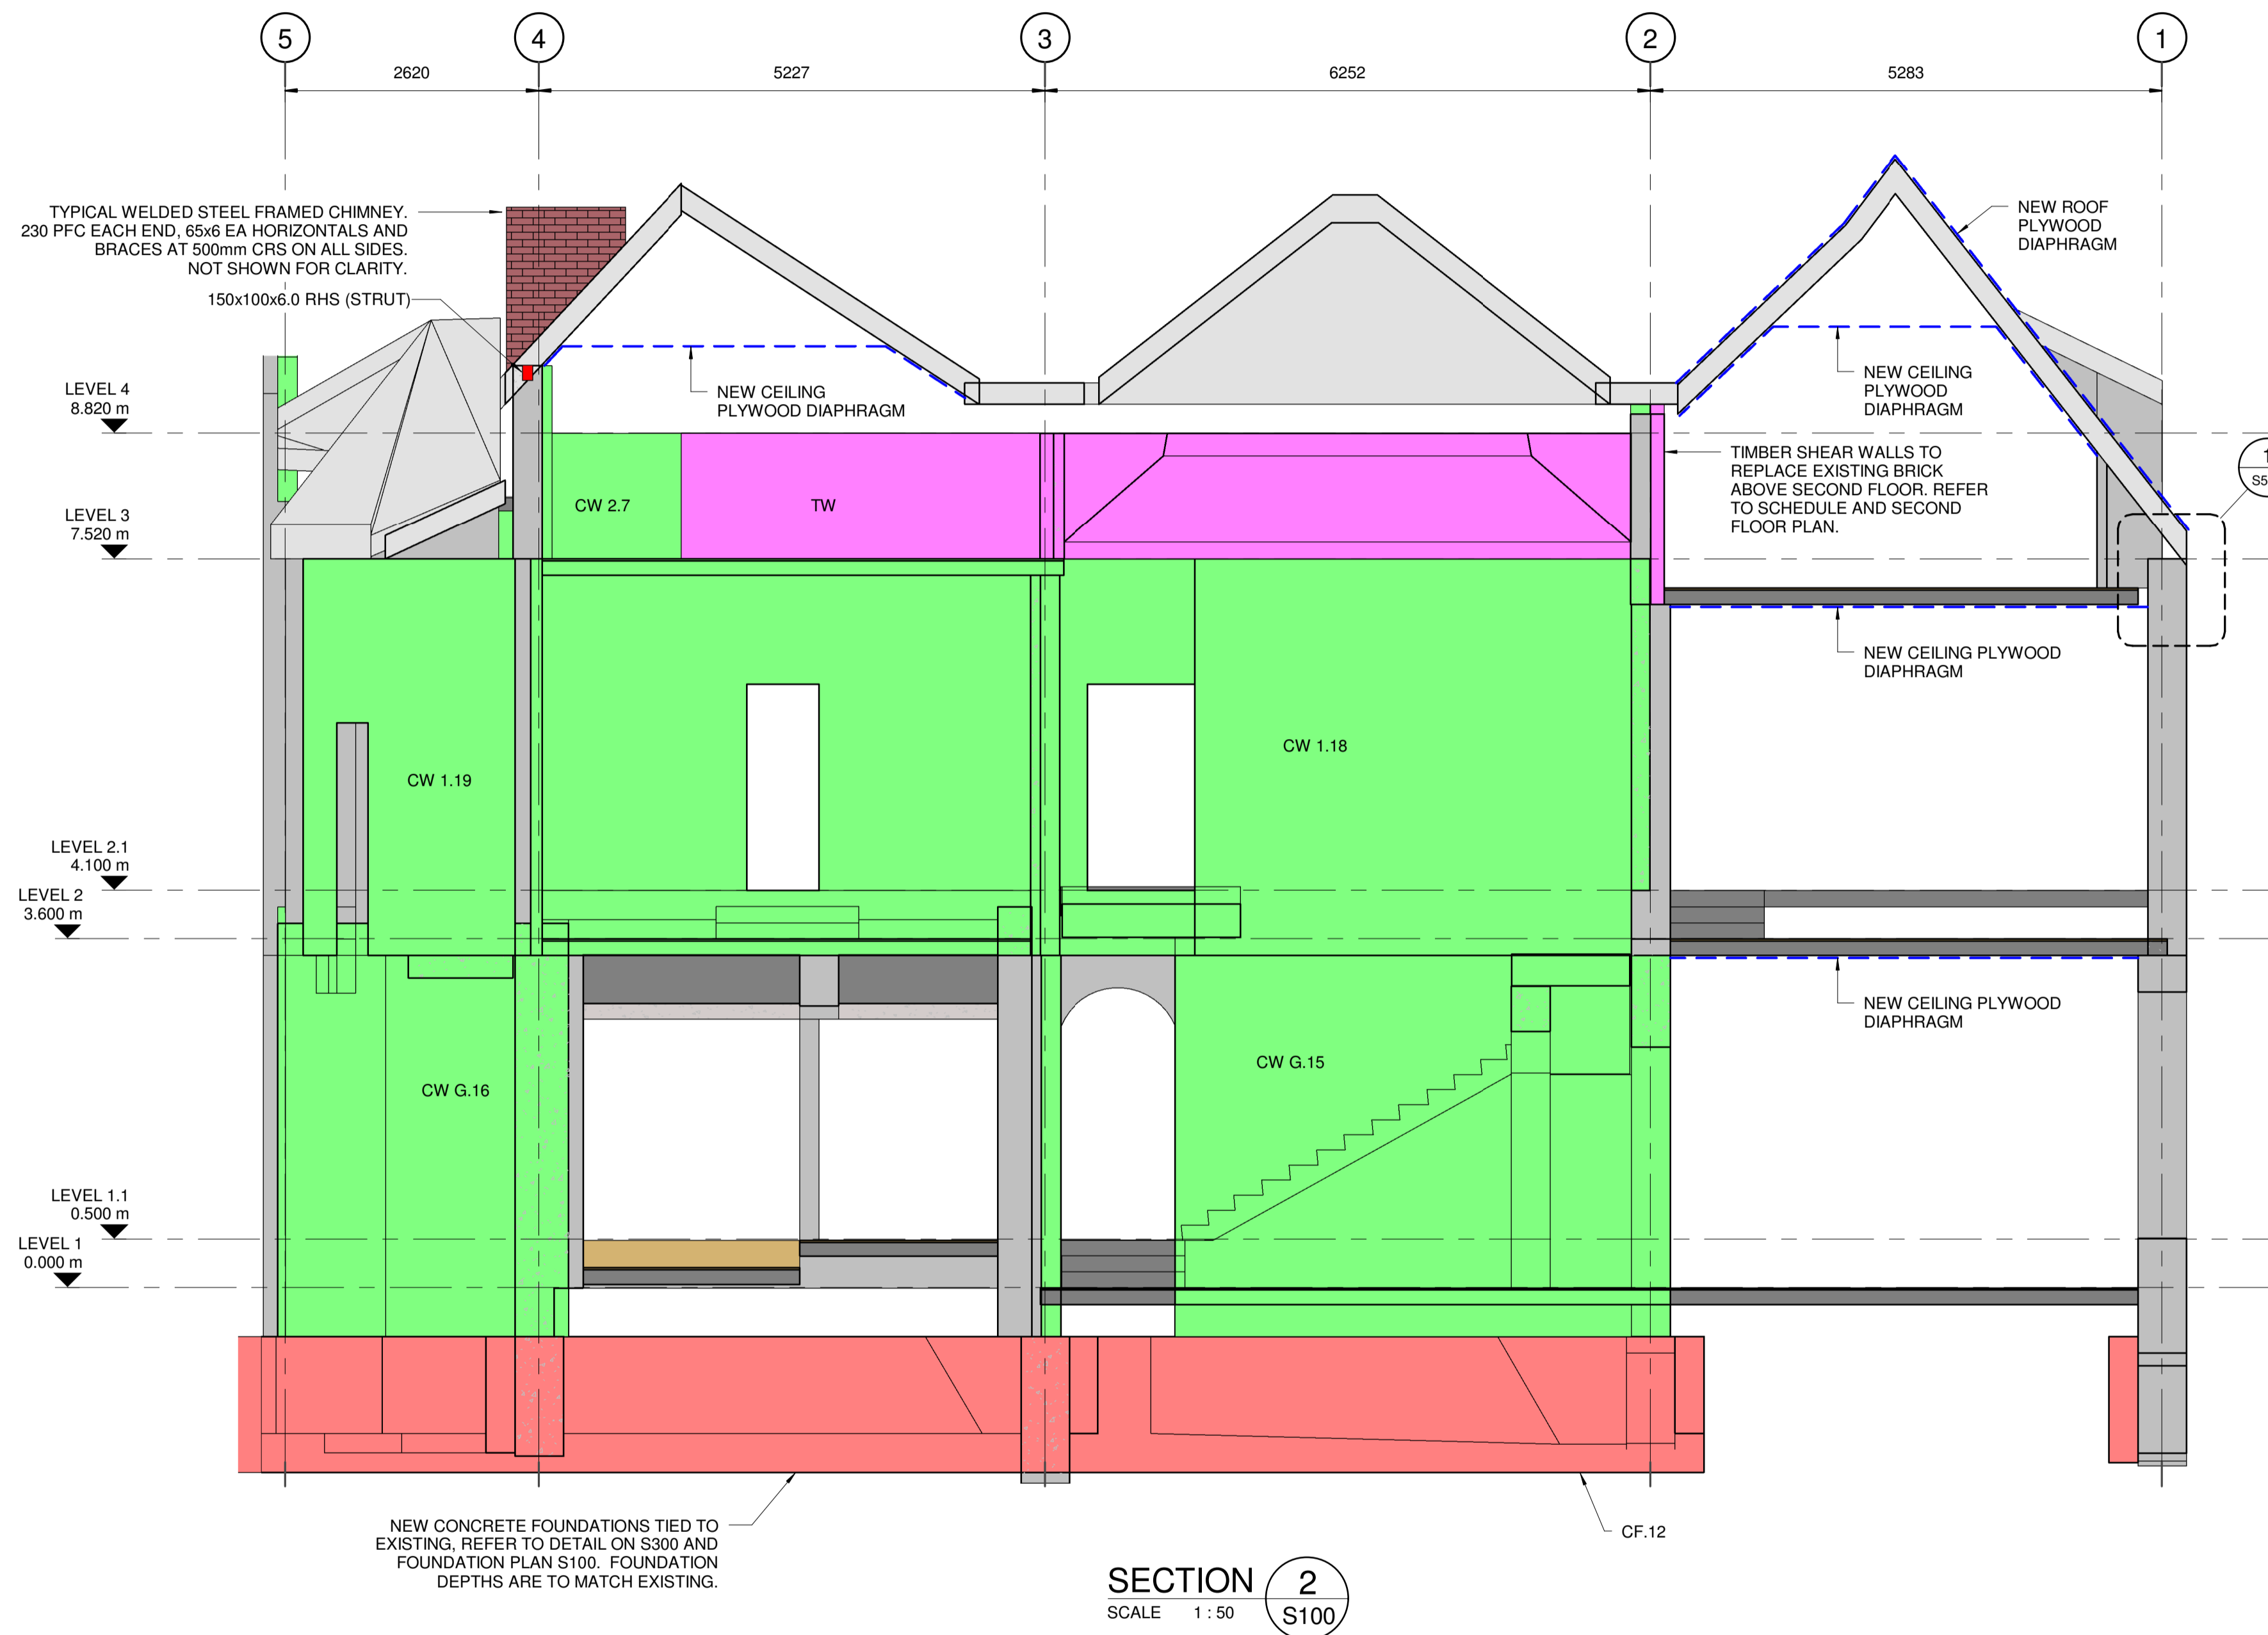 5
4
3
2
1
2620
5227
6252
5283
TYPICAL WELDED STEEL FRAMED CHIMNEY.
230 PFC EACH END, 65x6 EA HORIZONTALS AND
BRACES AT 500mm CRS ON ALL SIDES.
NOT SHOWN FOR CLARITY.
150x100x6.0 RHS (STRUT)
NEW ROOF
PLYWOOD
DIAPHRAGM
NEW CEILING
PLYWOOD DIAPHRAGM
NEW CEILING
PLYWOOD
DIAPHRAGM
LEVEL 4
8.820 m
TIMBER SHEAR WALLS TO
REPLACE EXISTING BRICK
ABOVE SECOND FLOOR. REFER
TO SCHEDULE AND SECOND
FLOOR PLAN.
1
CW 2.7
TW
LEVEL 3
7.520 m
NEW CEILING PLYWOOD
DIAPHRAGM
CW 1.18
CW 1.19
LEVEL 2.1
4.100 m
LEVEL 2
3.600 m
NEW CEILING PLYWOOD
DIAPHRAGM
CW G.15
CW G.16
LEVEL 1.1
0.500 m
LEVEL 1
0.000 m
NEW CONCRETE FOUNDATIONS TIED TO
EXISTING, REFER TO DETAIL ON S300 AND
FOUNDATION PLAN S100. FOUNDATION
DEPTHS ARE TO MATCH EXISTING.
CF.12
SECTION
2
SCALE 1 : 50
S100